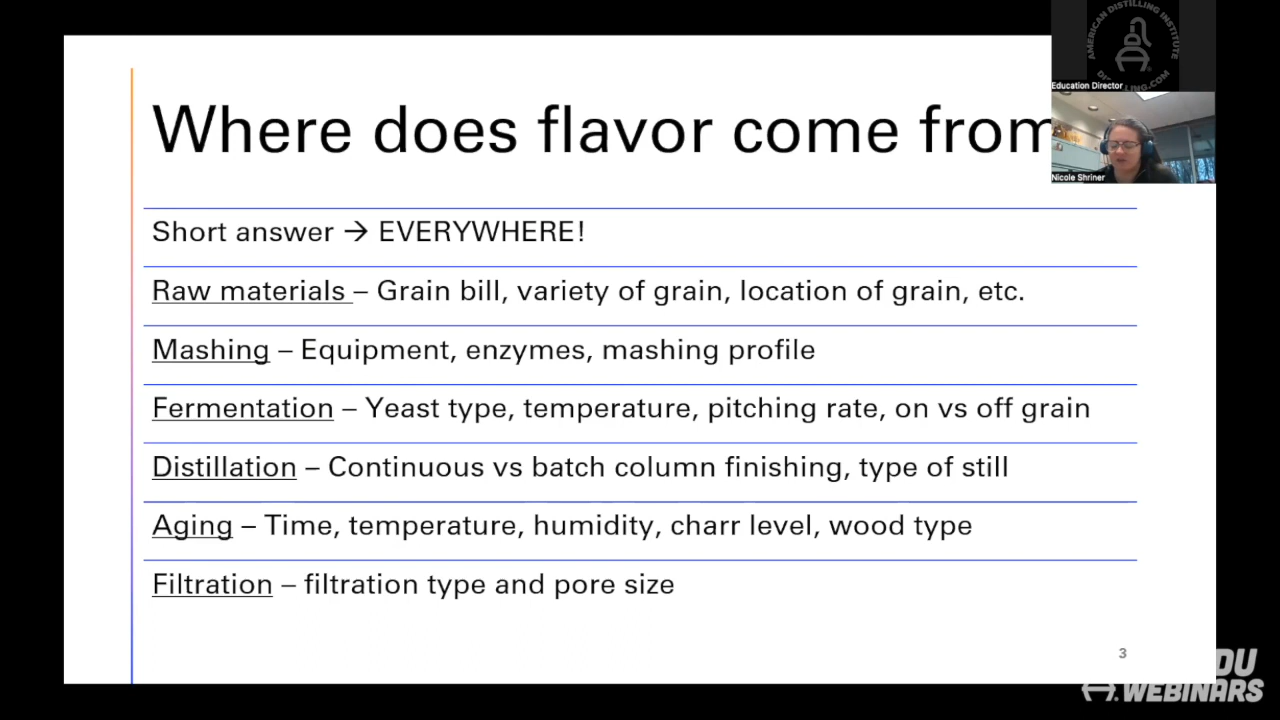 Where does flavor come from
Short answer → EVERYWHERE!
Raw materials – Grain bill, variety of grain, location of grain, etc.
Mashing – Equipment, enzymes, mashing profile
Fermentation – Yeast type, temperature, pitching rate, on vs off grain
Distillation – Continuous vs batch column finishing, type of still
Aging – Time, temperature, humidity, charr level, wood type
Filtration – filtration type and pore size
3
AMERICAN DISTILLING INSTITUTE
DISTILLING.COM
Education Director
Nicole Shriner
DU
WEBINARS